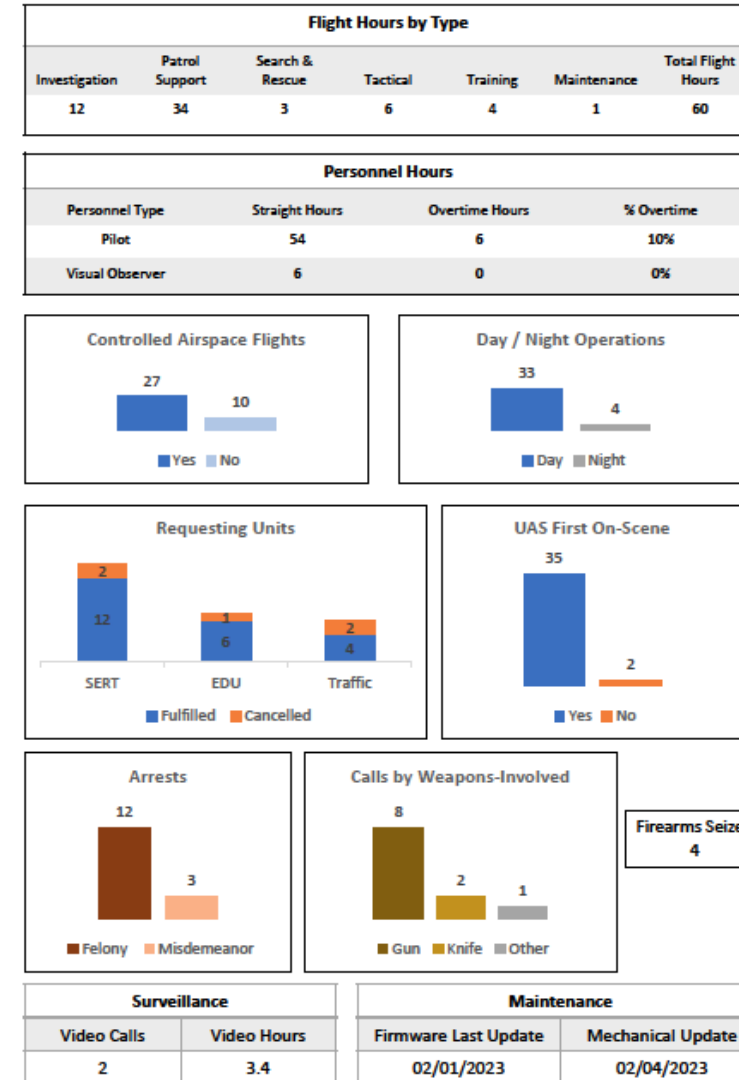 Flight Hours by Type
Investigation Patrol Support Search & Rescue Tactical Training Maintenance Total Flight Hours
12 34 3 6 4 1 60
Personnel Hours
Personnel Type Straight Hours Overtime Hours % Overtime
Pilot 54 6 10%
Visual Observer 6 0 0%
Controlled Airspace Flights
27 10
Yes No
Day / Night Operations
33 4
Day Night
Requesting Units
2 1 2
12 6 4
SERT EDU Traffic
Fulfilled Cancelled
UAS First On-Scene
35 2
Yes No
Arrests
12 3
Felony Misdemeanor
Calls by Weapons-Involved
8 2 1
Gun Knife Other
Firearms Seize
4
Surveillance
Video Calls Video Hours
2 3.4
Maintenance
Firmware Last Update Mechanical Update
02/01/2023 02/04/2023